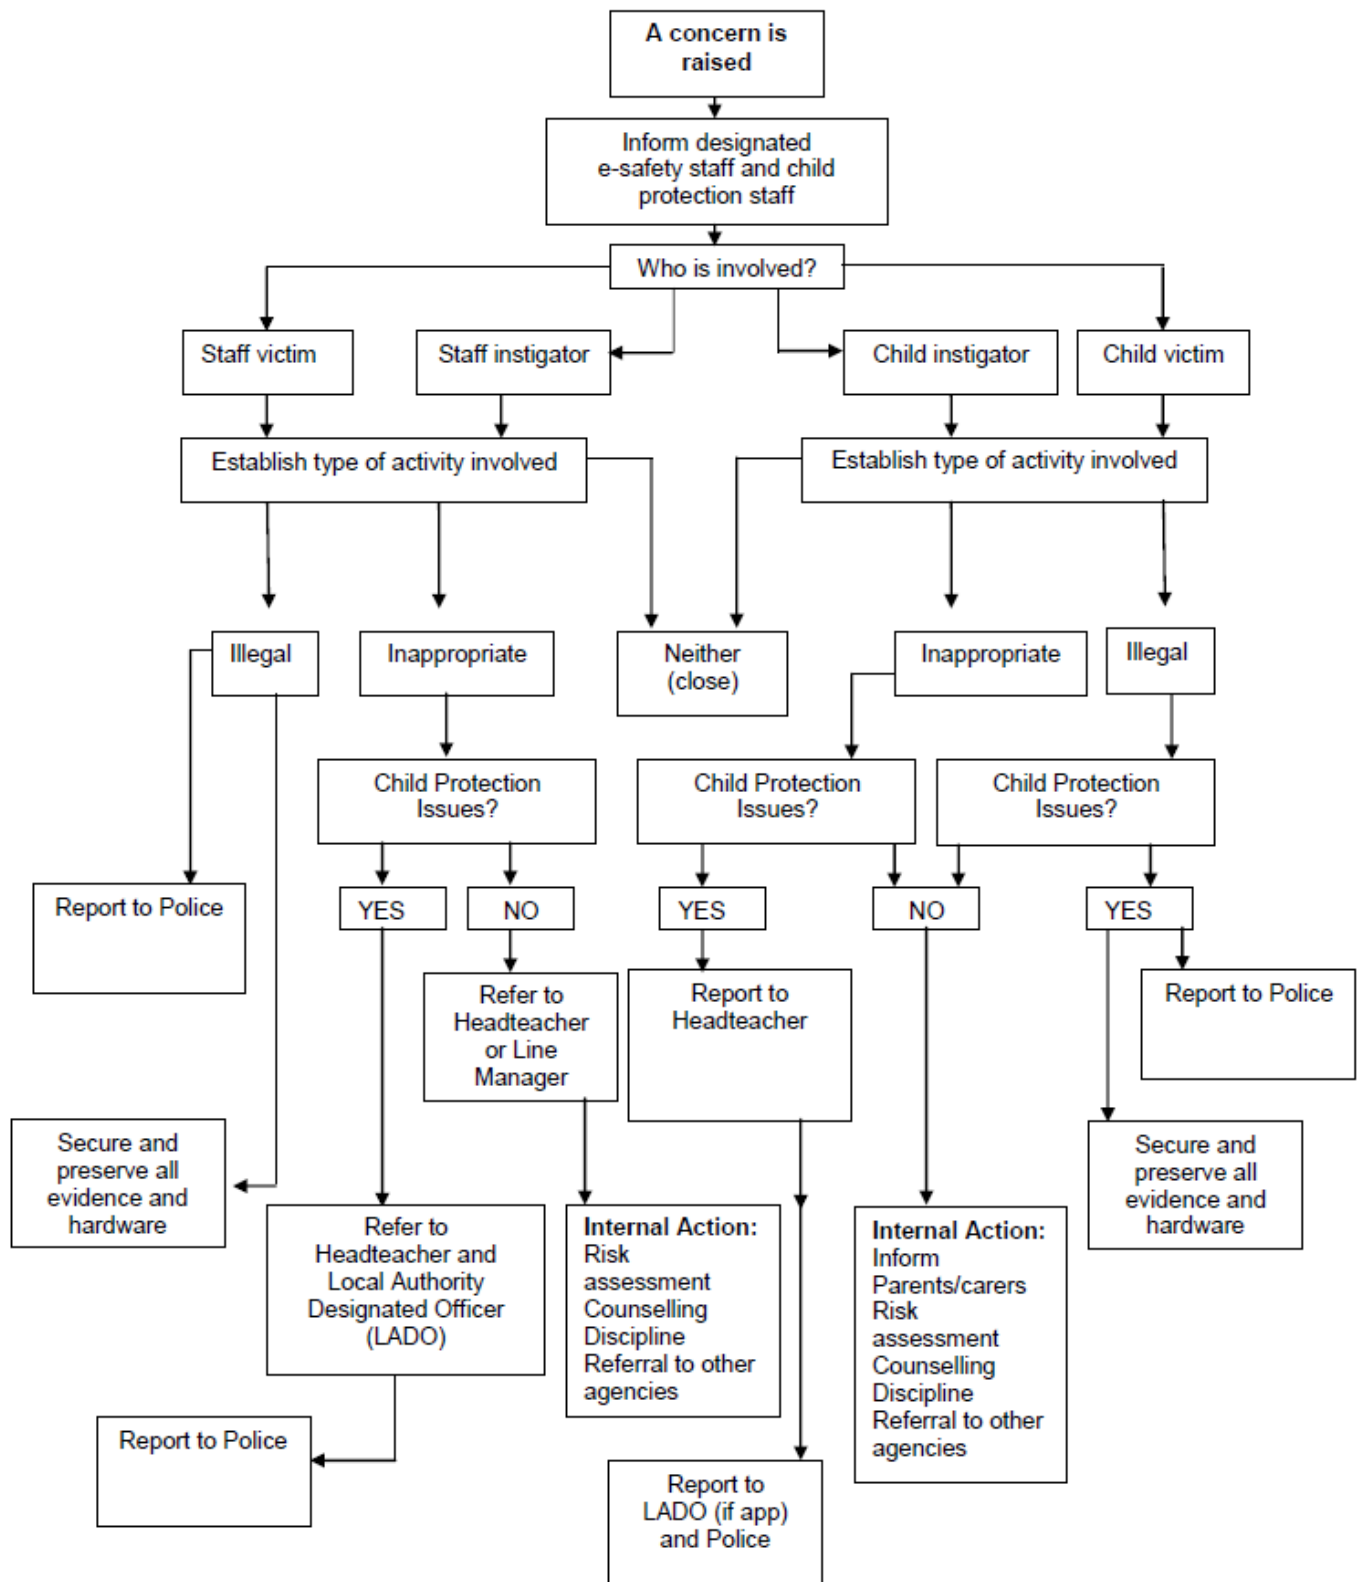 A concern is
raised
Inform designated
e-safety staff and child
protection staff
Who is involved?
Staff victim
Staff instigator
Child instigator
Child victim
Establish type of activity involved
Establish type of activity involved
Illegal
Inappropriate
Neither
(close)
Inappropriate
Illegal
Child Protection
Issues?
Child Protection
Issues?
Child Protection
Issues?
Report to Police
YES
NO
YES
NO
YES
Refer to
Headteacher
or Line
Manager
Report to
Headteacher
Report to Police
Secure and
preserve all
evidence and
hardware
Secure and
preserve all
evidence and
hardware
Refer to
Headteacher and
Local Authority
Designated Officer
(LADO)
Internal Action:
Risk
assessment
Counselling
Discipline
Referral to other
agencies
Internal Action:
Inform
Parents/carers
Risk
assessment
Counselling
Discipline
Referral to other
agencies
Report to Police
Report to
LADO (if app)
and Police